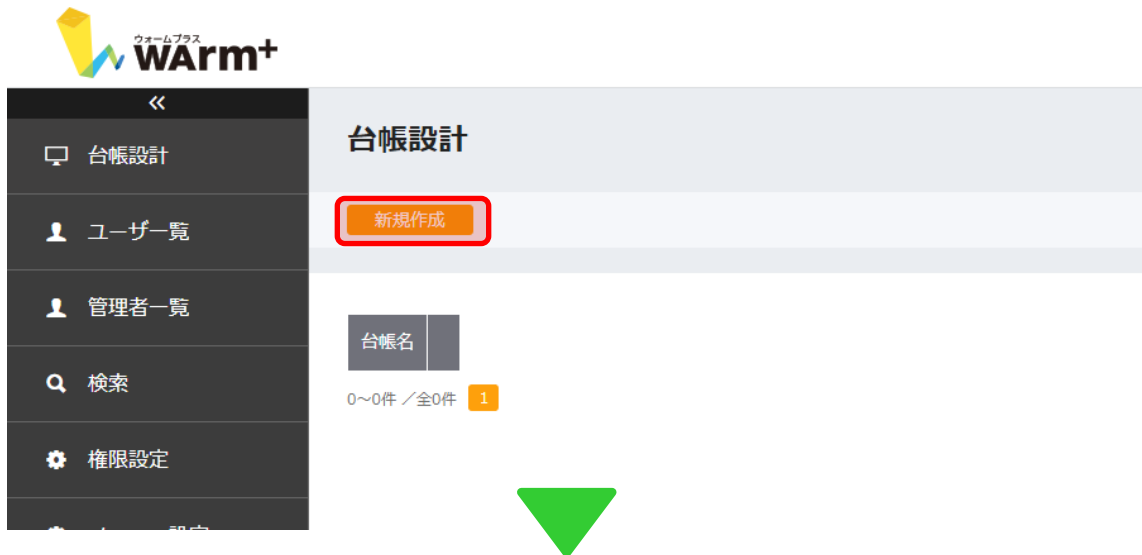 ウォームプラス
WArm+
«
台帳設計
台帳設計
新規作成
ユーザ一覧
管理者一覧
台帳名
検索
0～0件 ／全0件 1
権限設定